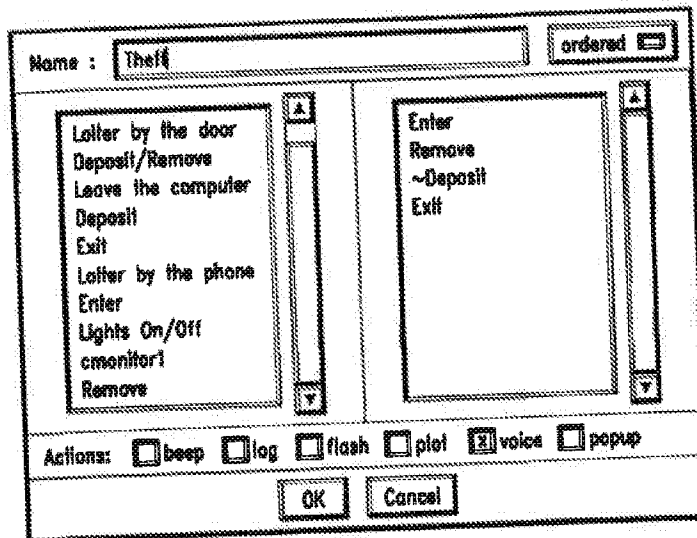 Name : Theft ordered
Loiter by the door
Deposit/Remove
Leave the computer
Deposit
Exit
Loiter by the phone
Enter
Lights On/Off
cmonitor1
Remove
Enter
Remove
~Deposit
Exit
Actions: beep log flash plot x voice popup
OK Cancel